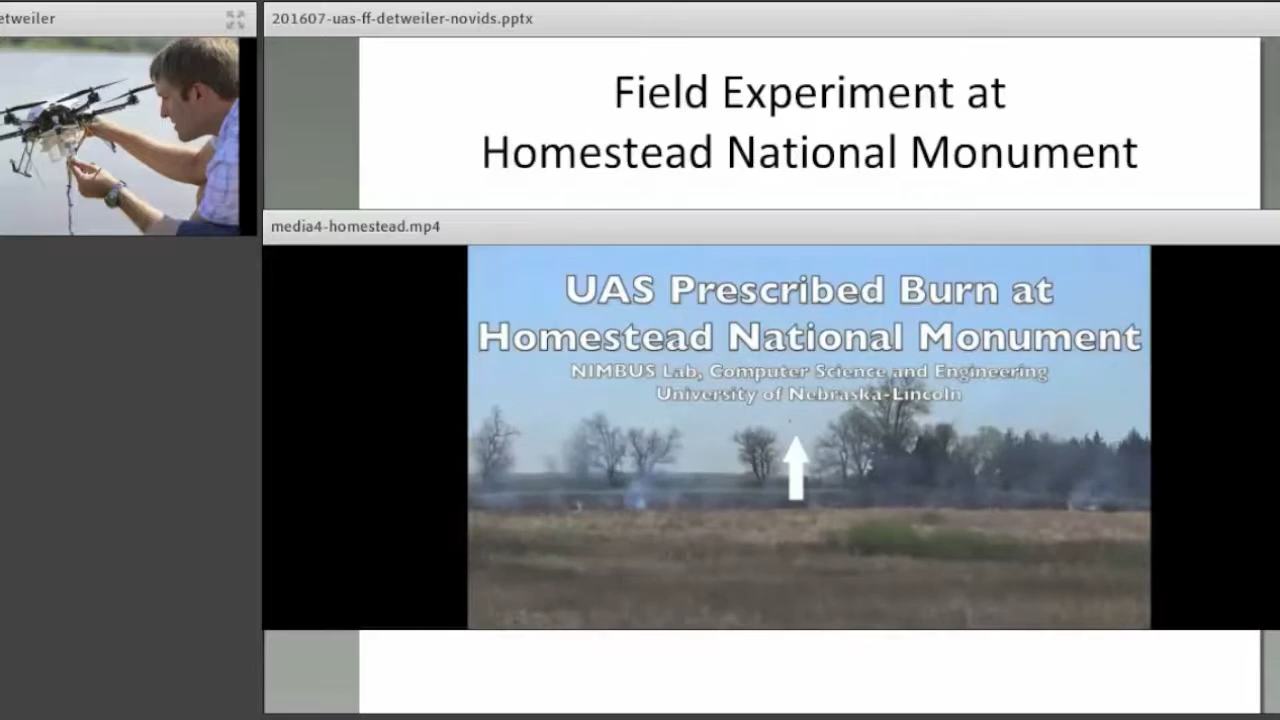 etweiler
201607-uas-ff-detweiler-novids.pptx
Field Experiment at
Homestead National Monument
media4-homestead.mp4
UAS Prescribed Burn at
Homestead National Monument
NIMBUS Lab, Computer Science and Engineering
University of Nebraska-Lincoln